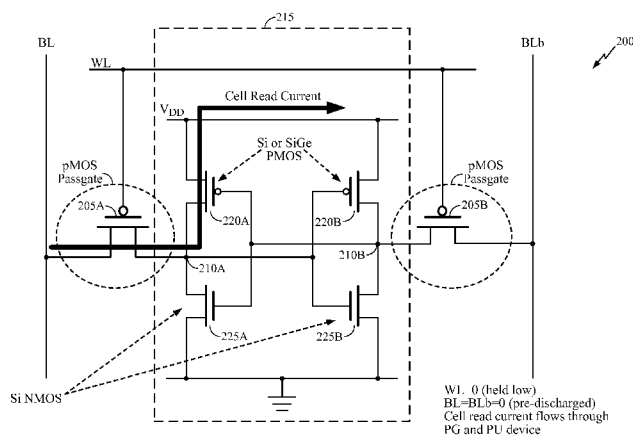 215
BL
BLb
200
WL
Cell Read Current
VDD
Si or SiGe
PMOS
pMOS
Passgate
pMOS
Passgate
205A
220A
220B
205B
210A
210B
225A
225B
Si NMOS
WL 0 (held low)
BL=BLb=0 (pre-discharged)
Cell read current flows through
PG and PU device